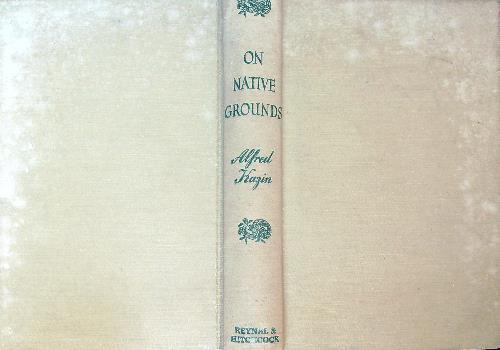 ON
NATIVE
GROUNDS
Alfred
Kazin
REYNAL &
HITCHCOCK